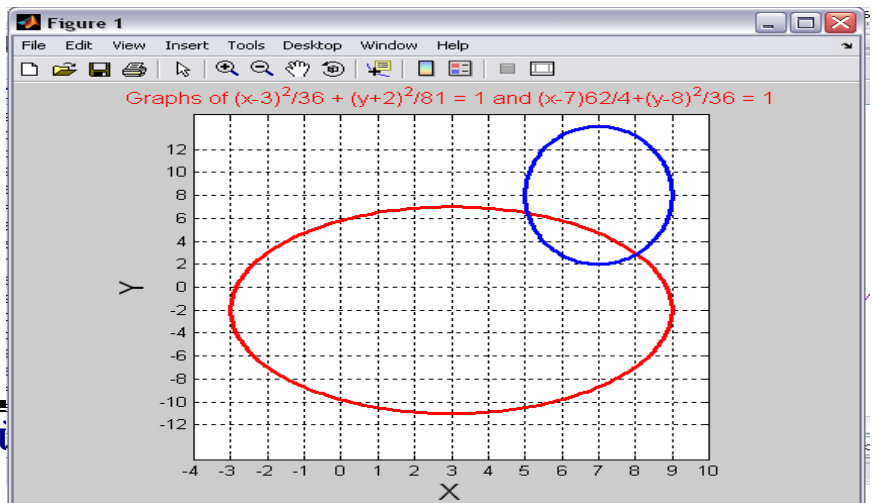 Figure 1
File Edit View Insert Tools Desktop Window Help
Graphs of (x-3)²/36 + (y+2)²/81 = 1 and (x-7)62/4+(y-8)²/36 = 1
12
10
8
6
4
2
0
-2
-4
-6
-8
-10
-12
Y
-4 -3 -2 -1 0 1 2 3 4 5 6 7 8 9 10
X